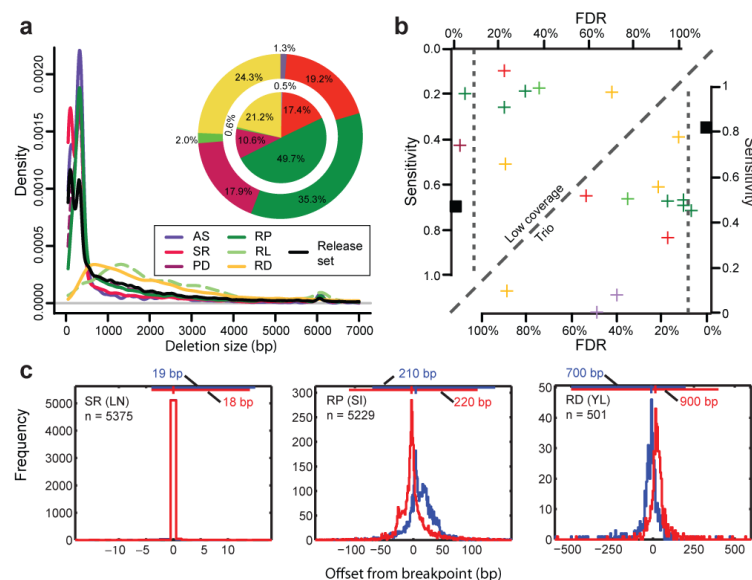 a
Density
0.0020
0.0015
0.0010
0.0005
0.0000
0 1000 2000 3000 4000 5000 6000 7000
Deletion size (bp)
1.3%
19.2%
35.3%
17.9%
2.0%
24.3%
0.5%
17.4%
49.7%
10.6%
0.6%
21.2%
AS RP
SR RL
PD RD
Release set
b
FDR
0% 20% 40% 60% 80% 100%
Sensitivity
0.0
0.2
0.4
0.6
0.8
1.0
Low coverage
Trio
1
0.8
0.6
0.4
0.2
0
Sensitivity
100% 80% 60% 40% 20% 0%
FDR
c
Frequency
19 bp
18 bp
SR (LN)
n = 5375
5000
4000
3000
2000
1000
0
−10 −5 0 5 10
210 bp
220 bp
RP (SI)
n = 5229
300
200
150
100
50
0
-100 -50 0 50 100
700 bp
900 bp
RD (YL)
n = 501
50
40
30
20
10
0
−500 −250 0 250 500
Offset from breakpoint (bp)